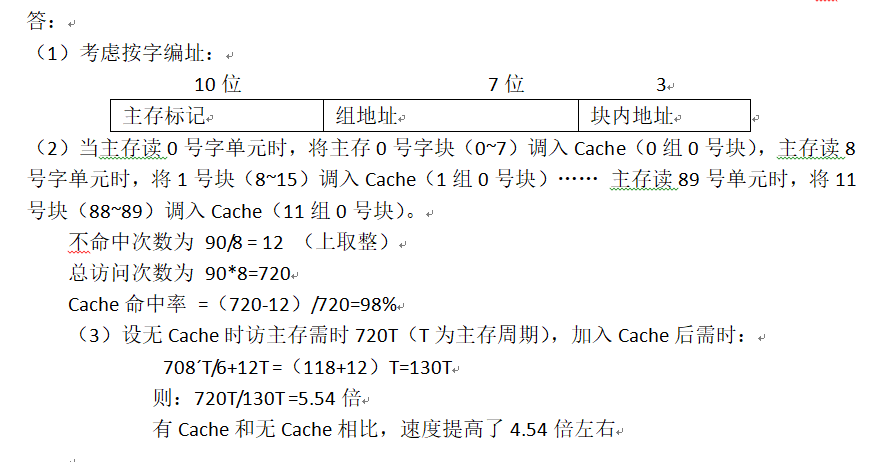 答：
（1）考虑按字编址：
10 位 7 位 3
主存标记 组地址 块内地址
（2）当主存读 0 号字单元时，将主存 0 号字块（0~7）调入 Cache（0 组 0 号块），主存读 8
号字单元时，将 1 号块（8~15）调入 Cache（1 组 0 号块）…… 主存读 89 号单元时，将 11
号块（88~89）调入 Cache（11 组 0 号块）。
不命中次数为 90/8 = 12 （上取整）
总访问次数为 90*8=720
Cache 命中率 =（720-12）/720=98%
（3）设无 Cache 时访主存需时 720T（T 为主存周期），加入 Cache 后需时：
708´T/6+12T =（118+12）T=130T
则：720T/130T =5.54 倍
有 Cache 和无 Cache 相比，速度提高了 4.54 倍左右